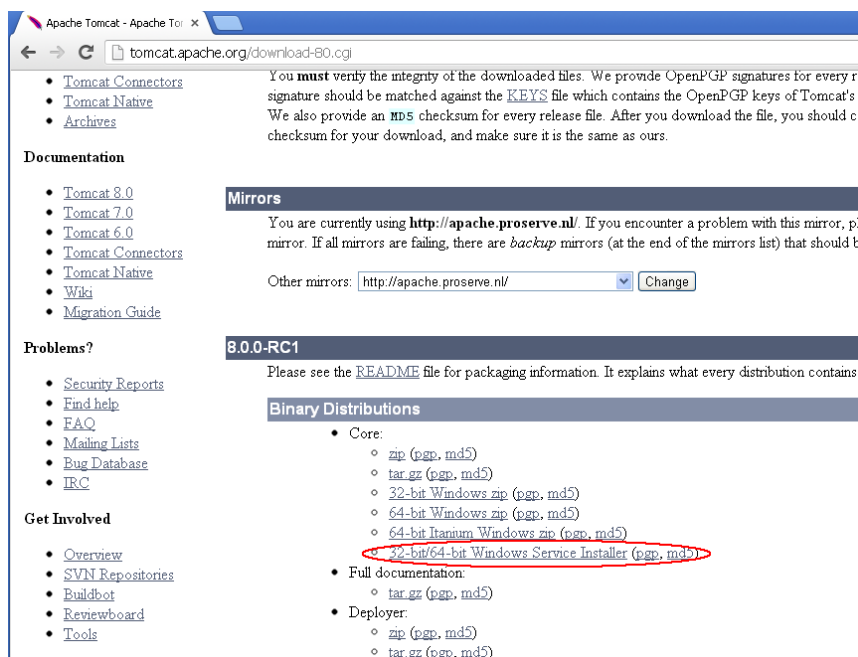 Apache Tomcat - Apache Tor
tomcat.apache.org/download-80.cgi
Tomcat Connectors
Tomcat Native
Archives
Documentation
Tomcat 8.0
Tomcat 7.0
Tomcat 6.0
Tomcat Connectors
Tomcat Native
Wiki
Migration Guide
Problems?
Security Reports
Find help
FAQ
Mailing Lists
Bug Database
IRC
Get Involved
Overview
SVN Repositories
Buildbot
Reviewboard
Tools
You must verify the integrity of the downloaded files. We provide OpenPGP signatures for every r
signature should be matched against the KEYS file which contains the OpenPGP keys of Tomcat's
We also provide an MD5 checksum for every release file. After you download the file, you should c
checksum for your download, and make sure it is the same as ours.
Mirrors
You are currently using http://apache.proserve.nl/. If you encounter a problem with this mirror, pl
mirror. If all mirrors are failing, there are backup mirrors (at the end of the mirrors list) that should b
Other mirrors: http://apache.proserve.nl/ Change
8.0.0-RC1
Please see the README file for packaging information. It explains what every distribution contains
Binary Distributions
Core:
zip (pgp, md5)
tar.gz (pgp, md5)
32-bit Windows zip (pgp, md5)
64-bit Windows zip (pgp, md5)
64-bit Itanium Windows zip (pgp, md5)
32-bit/64-bit Windows Service Installer (pgp, md5)
Full documentation:
tar.gz (pgp, md5)
Deployer:
zip (pgp, md5)
tar.gz (pgp, md5)